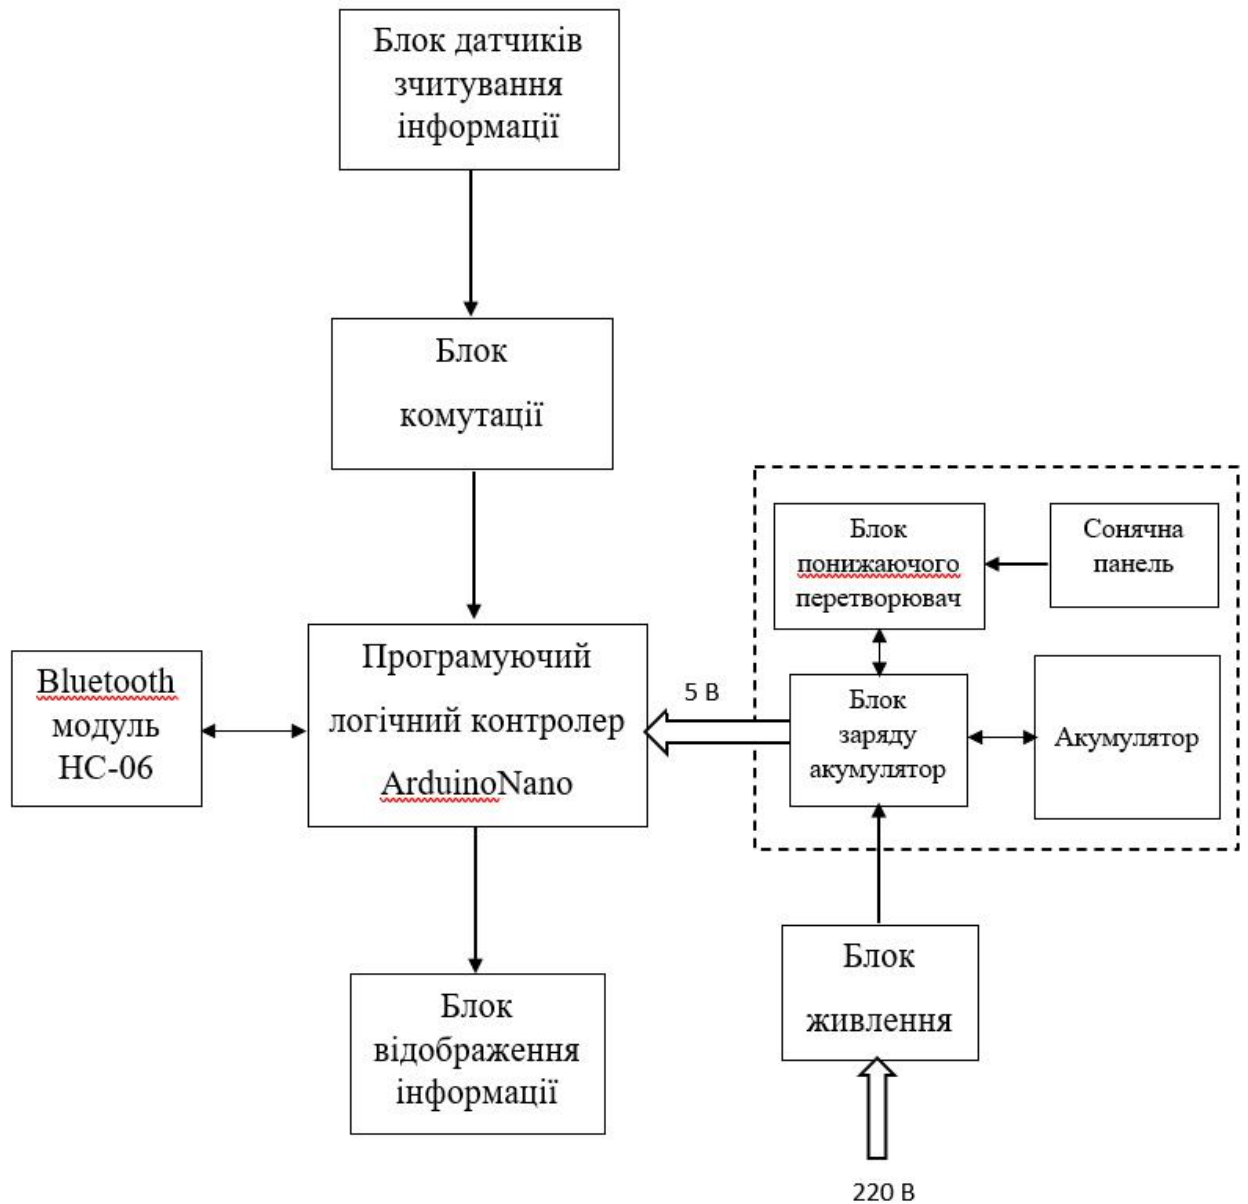 Блок датчиків
зчитування
інформації
Блок
комутації
Блок
понижаючого
перетворювач
Сонячна
панель
Bluetooth
модуль
HC-06
Програмуючий
логічний контролер
ArduinoNano
5 В
Блок
заряду
акумулятор
Акумулятор
Блок
відображення
інформації
Блок
живлення
220 В